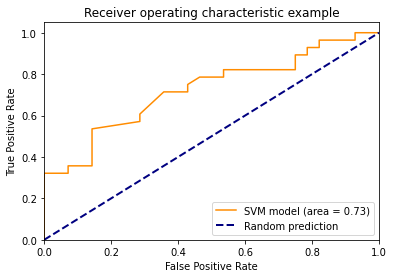 Receiver operating characteristic example
True Positive Rate
1.0
0.8
0.6
0.4
0.2
0.0
SVM model (area = 0.73)
Random prediction
0.0 0.2 0.4 0.6 0.8 1.0
False Positive Rate